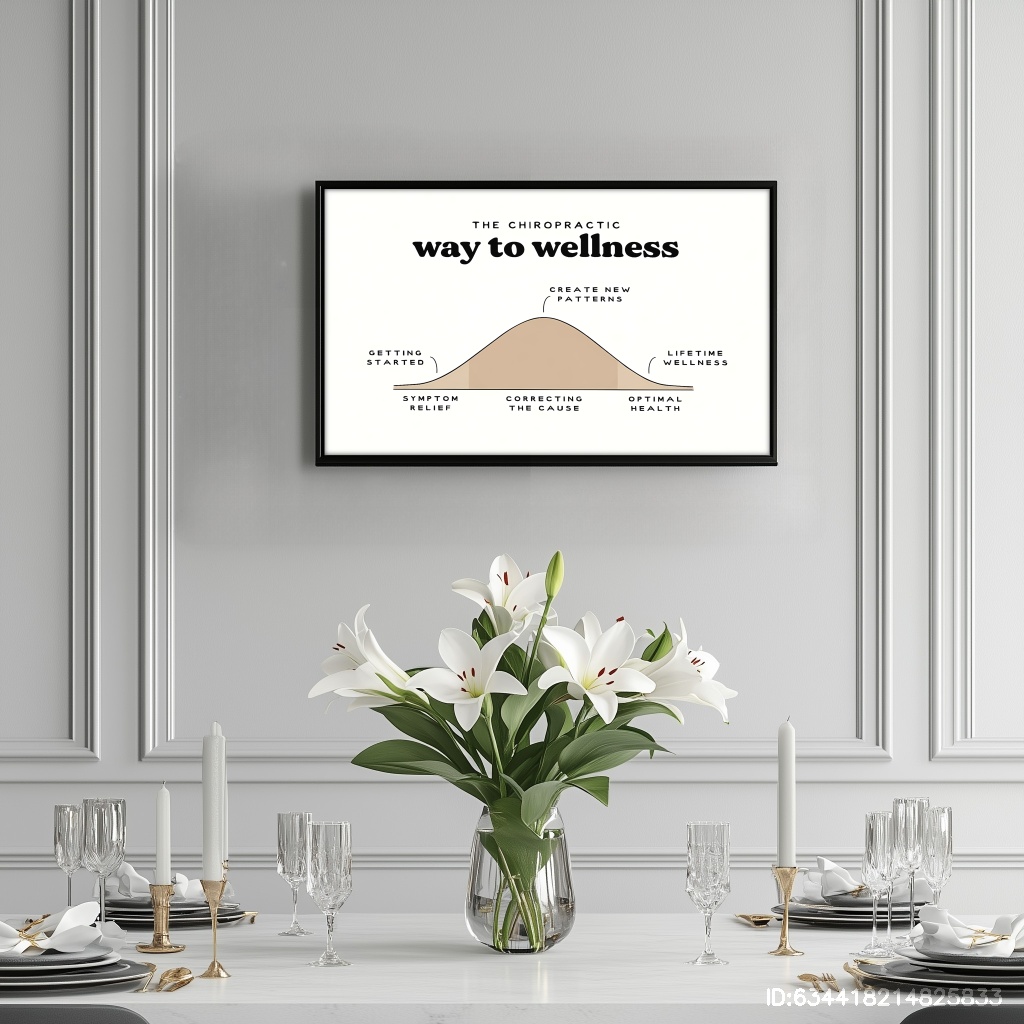 THE CHIROPRACTIC
way to wellness
CREATE NEW
PATTERNS
GETTING
STARTED
LIFETIME
WELLNESS
SYMPTOM
RELIEF
CORRECTING
THE CAUSE
OPTIMAL
HEALTH
ID:634418214825833